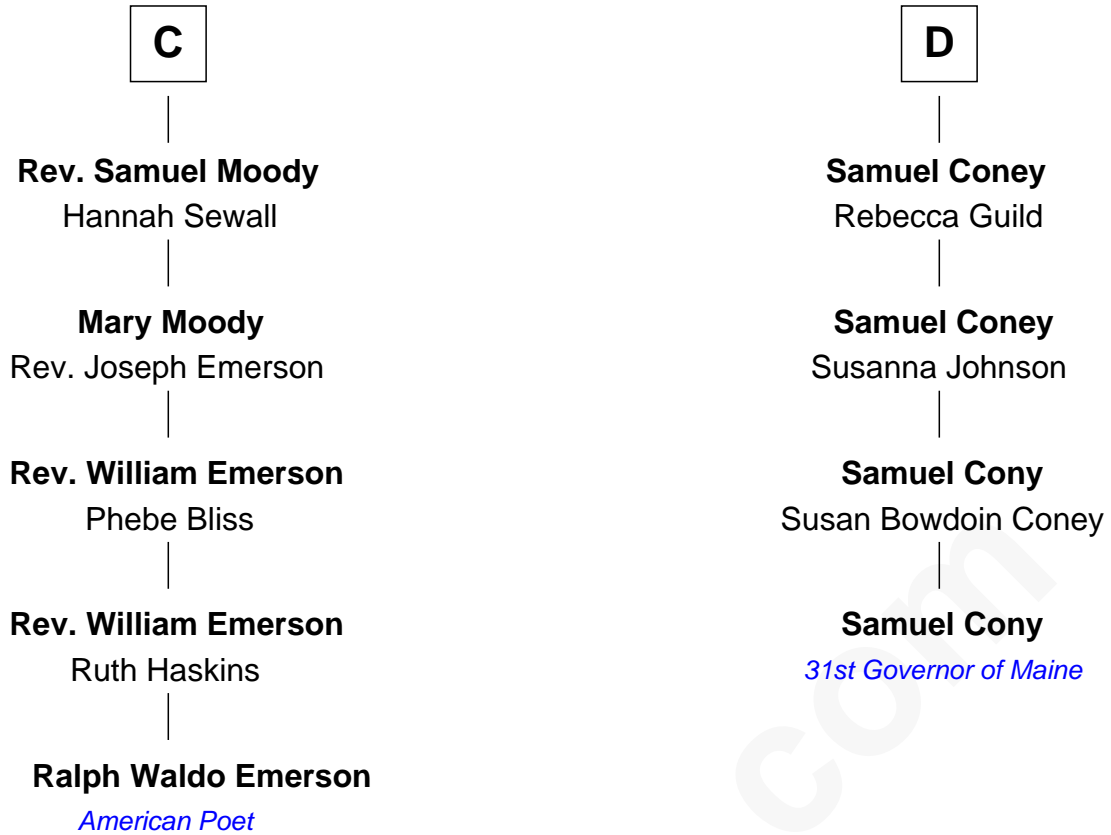 C
Rev. Samuel Moody
Hannah Sewall
Mary Moody
Rev. Joseph Emerson
Rev. William Emerson
Phebe Bliss
Rev. William Emerson
Ruth Haskins
Ralph Waldo Emerson
American Poet
D
Samuel Coney
Rebecca Guild
Samuel Coney
Susanna Johnson
Samuel Cony
Susan Bowdoin Coney
Samuel Cony
31st Governor of Maine
com